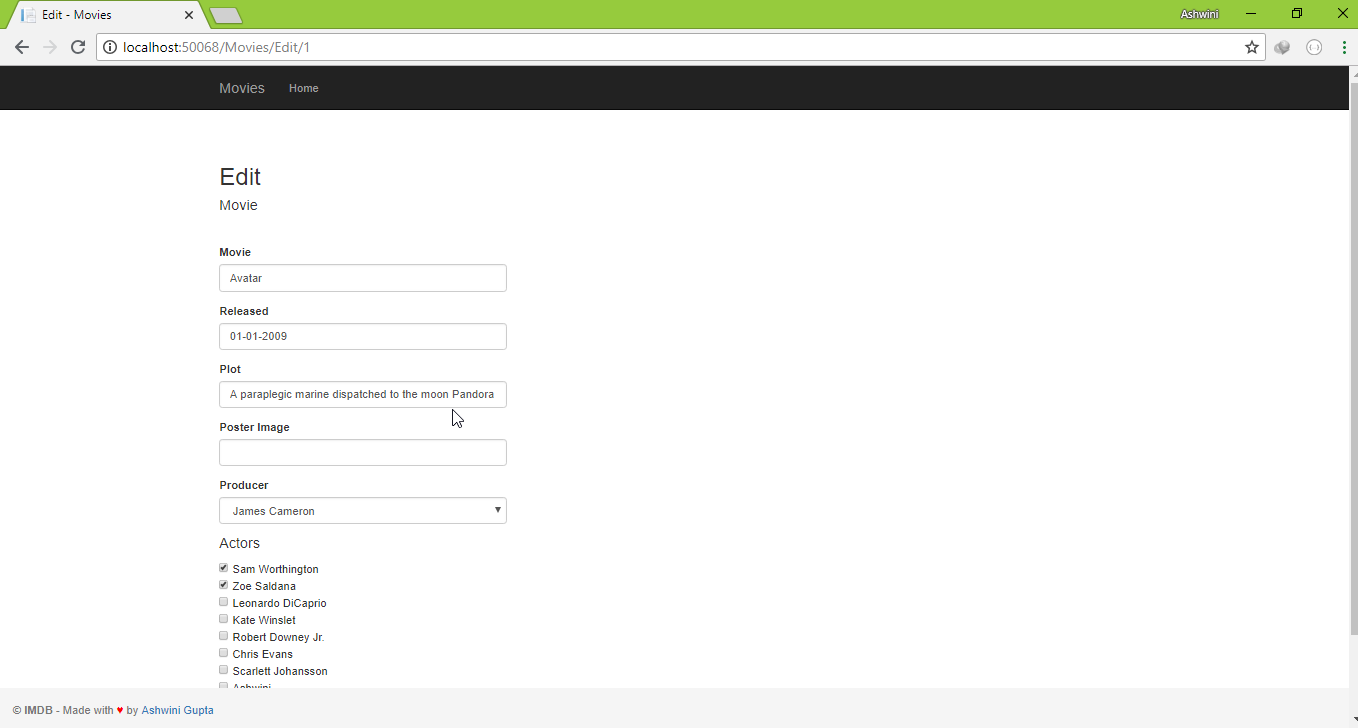 Edit - Movies
Ashwini
localhost:50068/Movies/Edit/1
Movies Home
Edit
Movie
Movie
Avatar
Released
01-01-2009
Plot
A paraplegic marine dispatched to the moon Pandora
Poster Image
Producer
James Cameron
Actors
Sam Worthington
Zoe Saldana
Leonardo DiCaprio
Kate Winslet
Robert Downey Jr.
Chris Evans
Scarlett Johansson
Ashwini
© IMDB - Made with ♥ by Ashwini Gupta